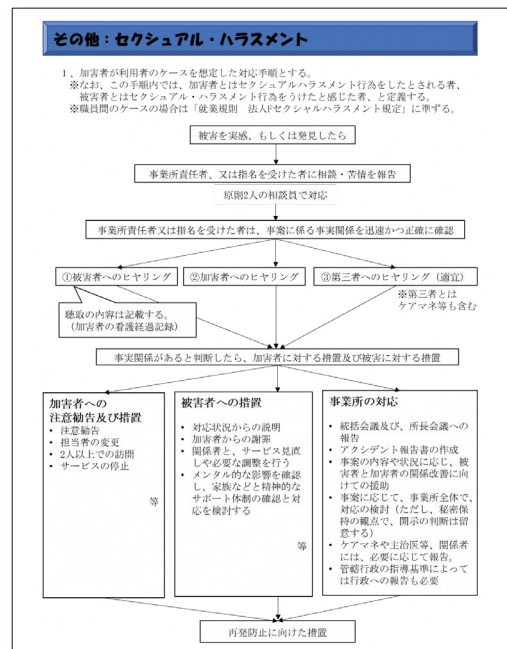 その他：セクシュアル・ハラスメント
１、加害者が利用者のケースを想定した対応手順とする。
※なお、この手順内では、加害者とはセクシュアルハラスメント行為をしたとされる者、
被害者とはセクシュアル・ハラスメント行為をうけたと感じた者、と定義する。
※職員間のケースの場合は「就業規則　法人Fセクシャルハラスメント規定」に準ずる。
被害を実感、もしくは発見したら
事業所責任者、又は指名を受けた者に相談・苦情を報告
原則2人の相談員で対応
事業所責任者又は指名を受けた者は、事案に係る事実関係を迅速かつ正確に確認
①被害者へのヒヤリング
②加害者へのヒヤリング
③第三者へのヒヤリング（適宜）
聴取の内容は記載する。
（加害者の看護経過記録）
※第三者とは
ケアマネ等も含む
事実関係があると判断したら、加害者に対する措置及び被害に対する措置
加害者への
注意勧告及び措置
・ 注意勧告
・ 担当者の変更
・ 2人以上での訪問
・ サービスの停止
等
被害者への措置
・ 対応状況からの説明
・ 加害者からの謝罪
・ 関係者と、サービス見直
しや必要な調整を行う
・ メンタル的な影響を確認
し、家族などと精神的な
サポート体制の確認と対
応を検討する
等
事業所の対応
・ 統括会議及び、所長会議への
報告
・ アクシデント報告書の作成
・ 事案の内容や状況に応じ、被害
者と加害者の関係改善に向
けての援助
・ 事案に応じて、事業所全体で、
対応の検討（ただし、秘密保
持の観点で、開示の判断は留
意する）
・ ケアマネや主治医等、関係者
には、必要に応じて報告。
・ 管轄行政の指導基準によって
は行政への報告も必要
再発防止に向けた措置